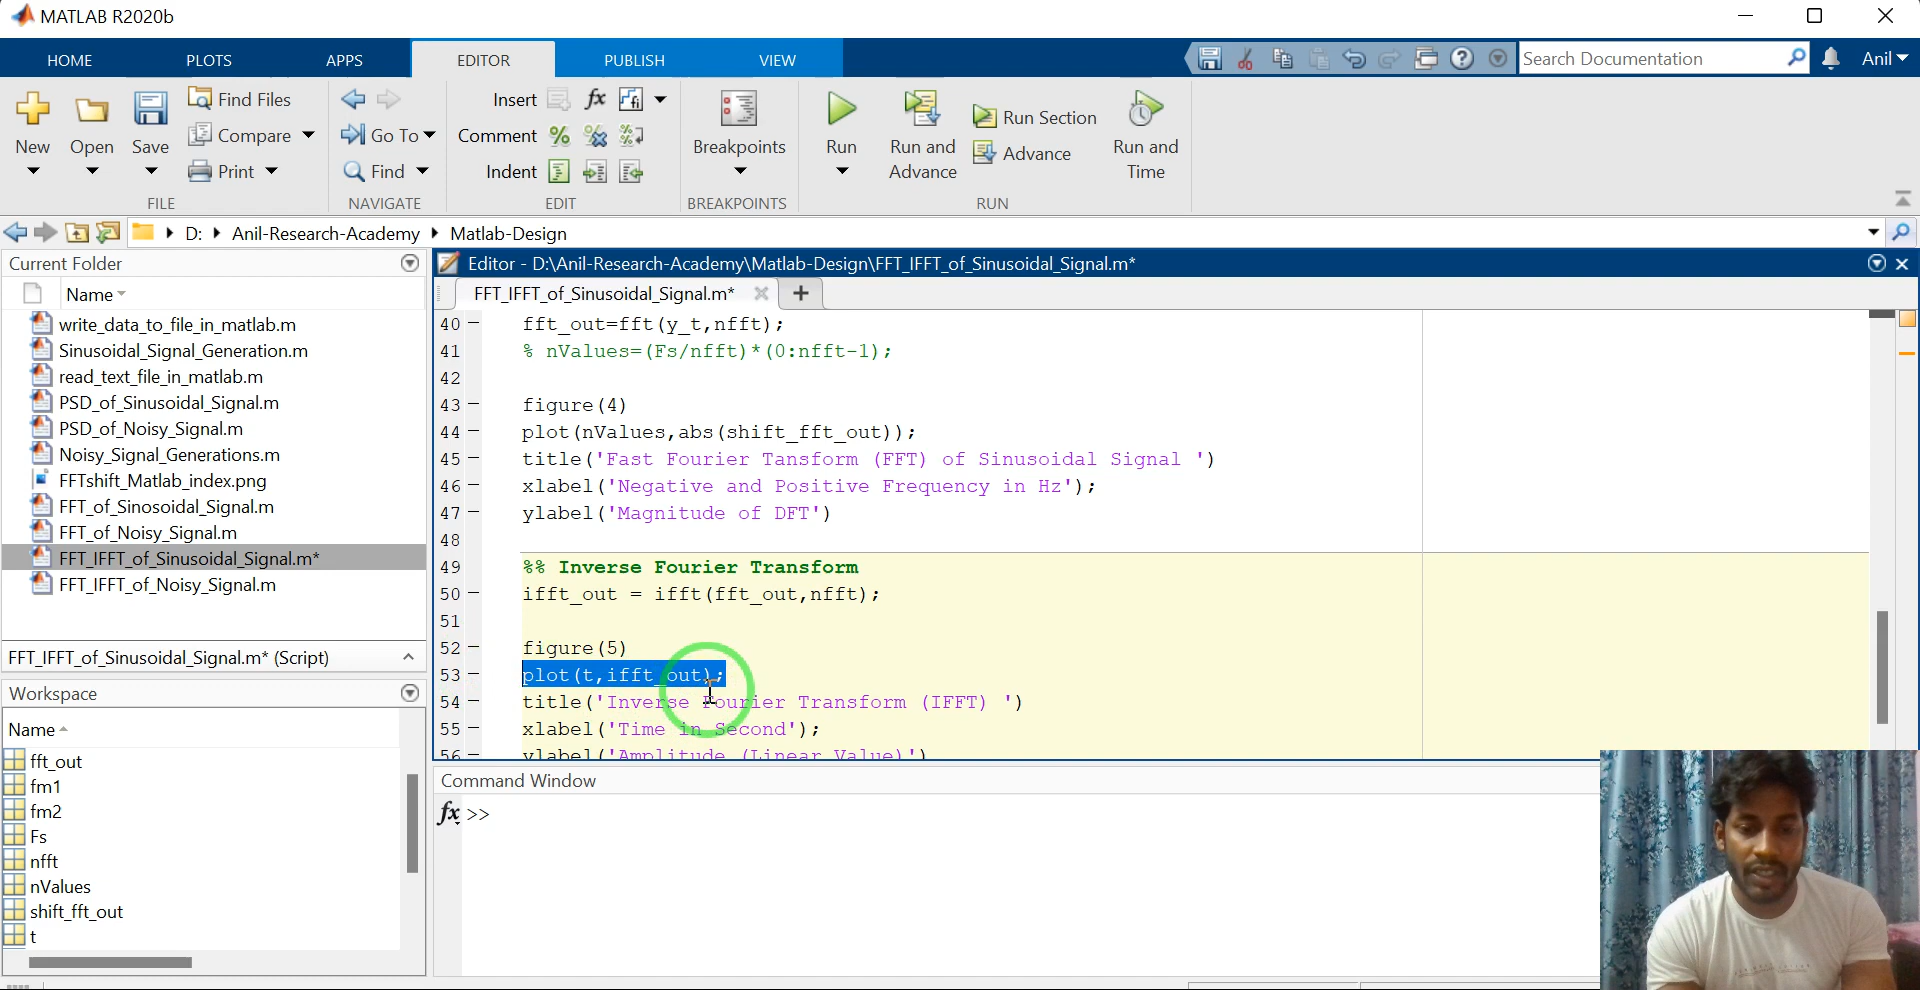 MATLAB R2020b
HOME PLOTS APPS EDITOR PUBLISH VIEW
Search Documentation
Anil
New
Open
Save
Find Files
Compare
Print
FILE
Go To
Find
NAVIGATE
Insert
Comment
Indent
EDIT
Breakpoints
BREAKPOINTS
Run
Run and Advance
Run Section
Advance
Run and Time
RUN
D: Anil-Research-Academy Matlab-Design
Current Folder
Name
write_data_to_file_in_matlab.m
Sinusoidal_Signal_Generation.m
read_text_file_in_matlab.m
PSD_of_Sinusoidal_Signal.m
PSD_of_Noisy_Signal.m
Noisy_Signal_Generations.m
FFTshift_Matlab_index.png
FFT_of_Sinosoidal_Signal.m
FFT_of_Noisy_Signal.m
FFT_IFFT_of_Sinusoidal_Signal.m*
FFT_IFFT_of_Noisy_Signal.m
FFT_IFFT_of_Sinusoidal_Signal.m* (Script)
Workspace
Name
fft_out
fm1
fm2
Fs
nfft
nValues
shift_fft_out
t
Editor - D:\Anil-Research-Academy\Matlab-Design\FFT_IFFT_of_Sinusoidal_Signal.m*
FFT_IFFT_of_Sinusoidal_Signal.m*
40 fft_out=fft(y_t,nfft);
41 % nValues=(Fs/nfft)*(0:nfft-1);
42
43 figure(4)
44 plot(nValues,abs(shift_fft_out));
45 title('Fast Fourier Tansform (FFT) of Sinusoidal Signal ')
46 xlabel('Negative and Positive Frequency in Hz');
47 ylabel('Magnitude of DFT')
48
49 %% Inverse Fourier Transform
50 ifft_out = ifft(fft_out,nfft);
51
52 figure(5)
53 plot(t,ifft_out);
54 title('Inverse Fourier Transform (IFFT) ')
55 xlabel('Time in Second');
56 ylabel('Amplitude (Linear Value)')
Command Window
fx >>